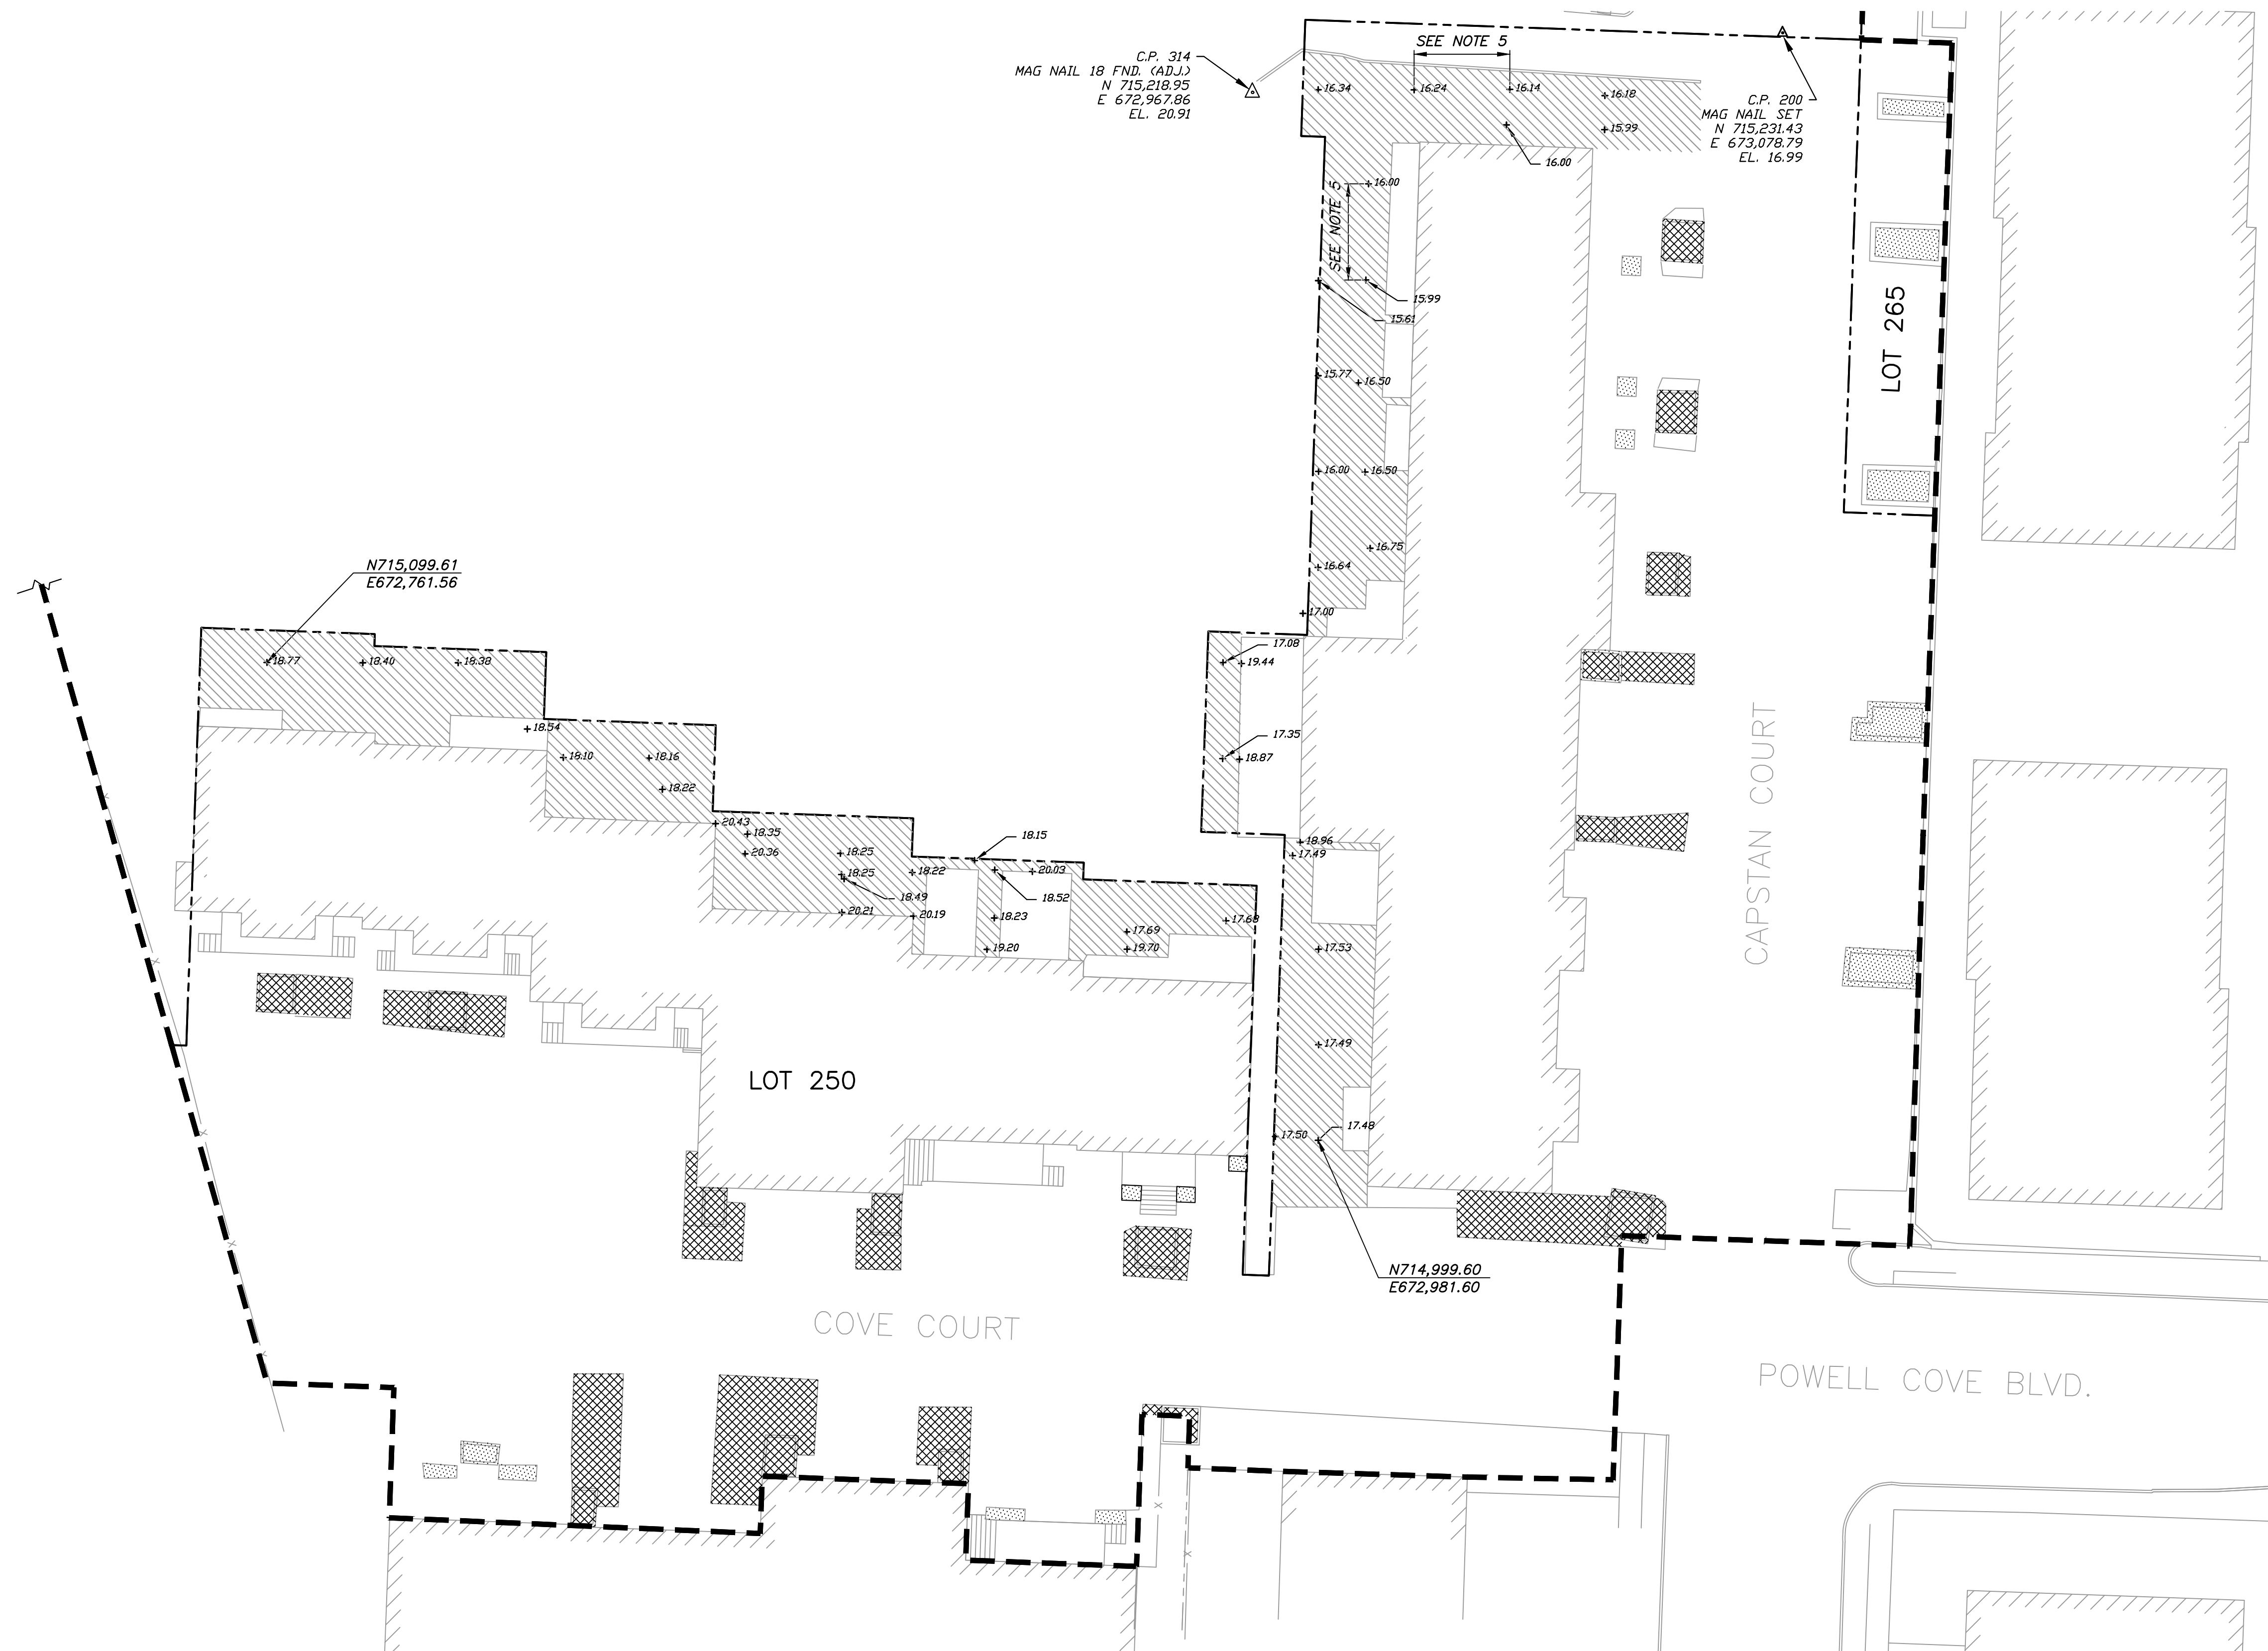 SEE NOTE 5
C.P. 314
MAG NAIL 18 FND. (ADJ.)
N 715,218.95
E 672,967.86
EL. 20.91
16.34
16.24
16.14
16.18
C.P. 200
MAG NAIL SET
N 715,231.43
E 673,078.79
EL. 16.99
15.99
16.00
16.00
SEE NOTE 5
15.99
15.61
LOT 265
15.77
16.50
16.00
16.50
16.75
16.64
17.00
N715,099.61
E672,761.56
18.77
18.40
18.38
17.08
19.44
18.54
18.10
18.16
17.35
18.87
18.22
20.43
18.35
20.36
18.25
18.15
18.96
17.49
18.25
18.22
20.03
18.49
18.52
20.21
20.19
18.23
17.68
17.69
19.20
19.70
17.53
CAPSTAN COURT
17.49
LOT 250
17.50
17.48
N714,999.60
E672,981.60
COVE COURT
POWELL COVE BLVD.